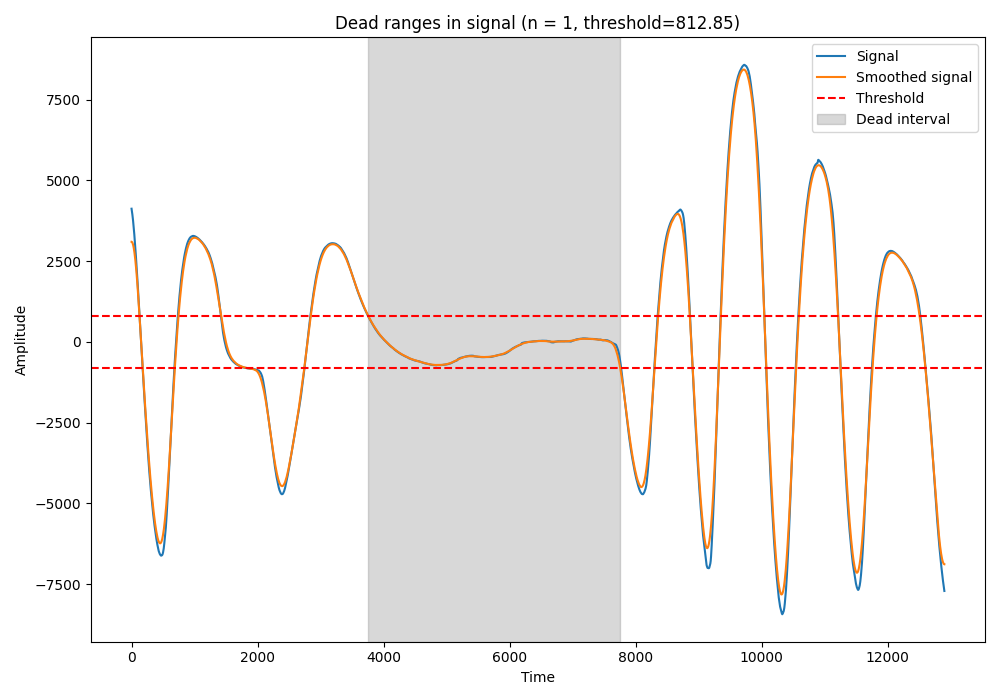 Dead ranges in signal (n = 1, threshold=812.85)
Signal
Smoothed signal
Threshold
Dead interval
Amplitude
7500
5000
2500
0
−2500
−5000
−7500
0 2000 4000 6000 8000 10000 12000
Time